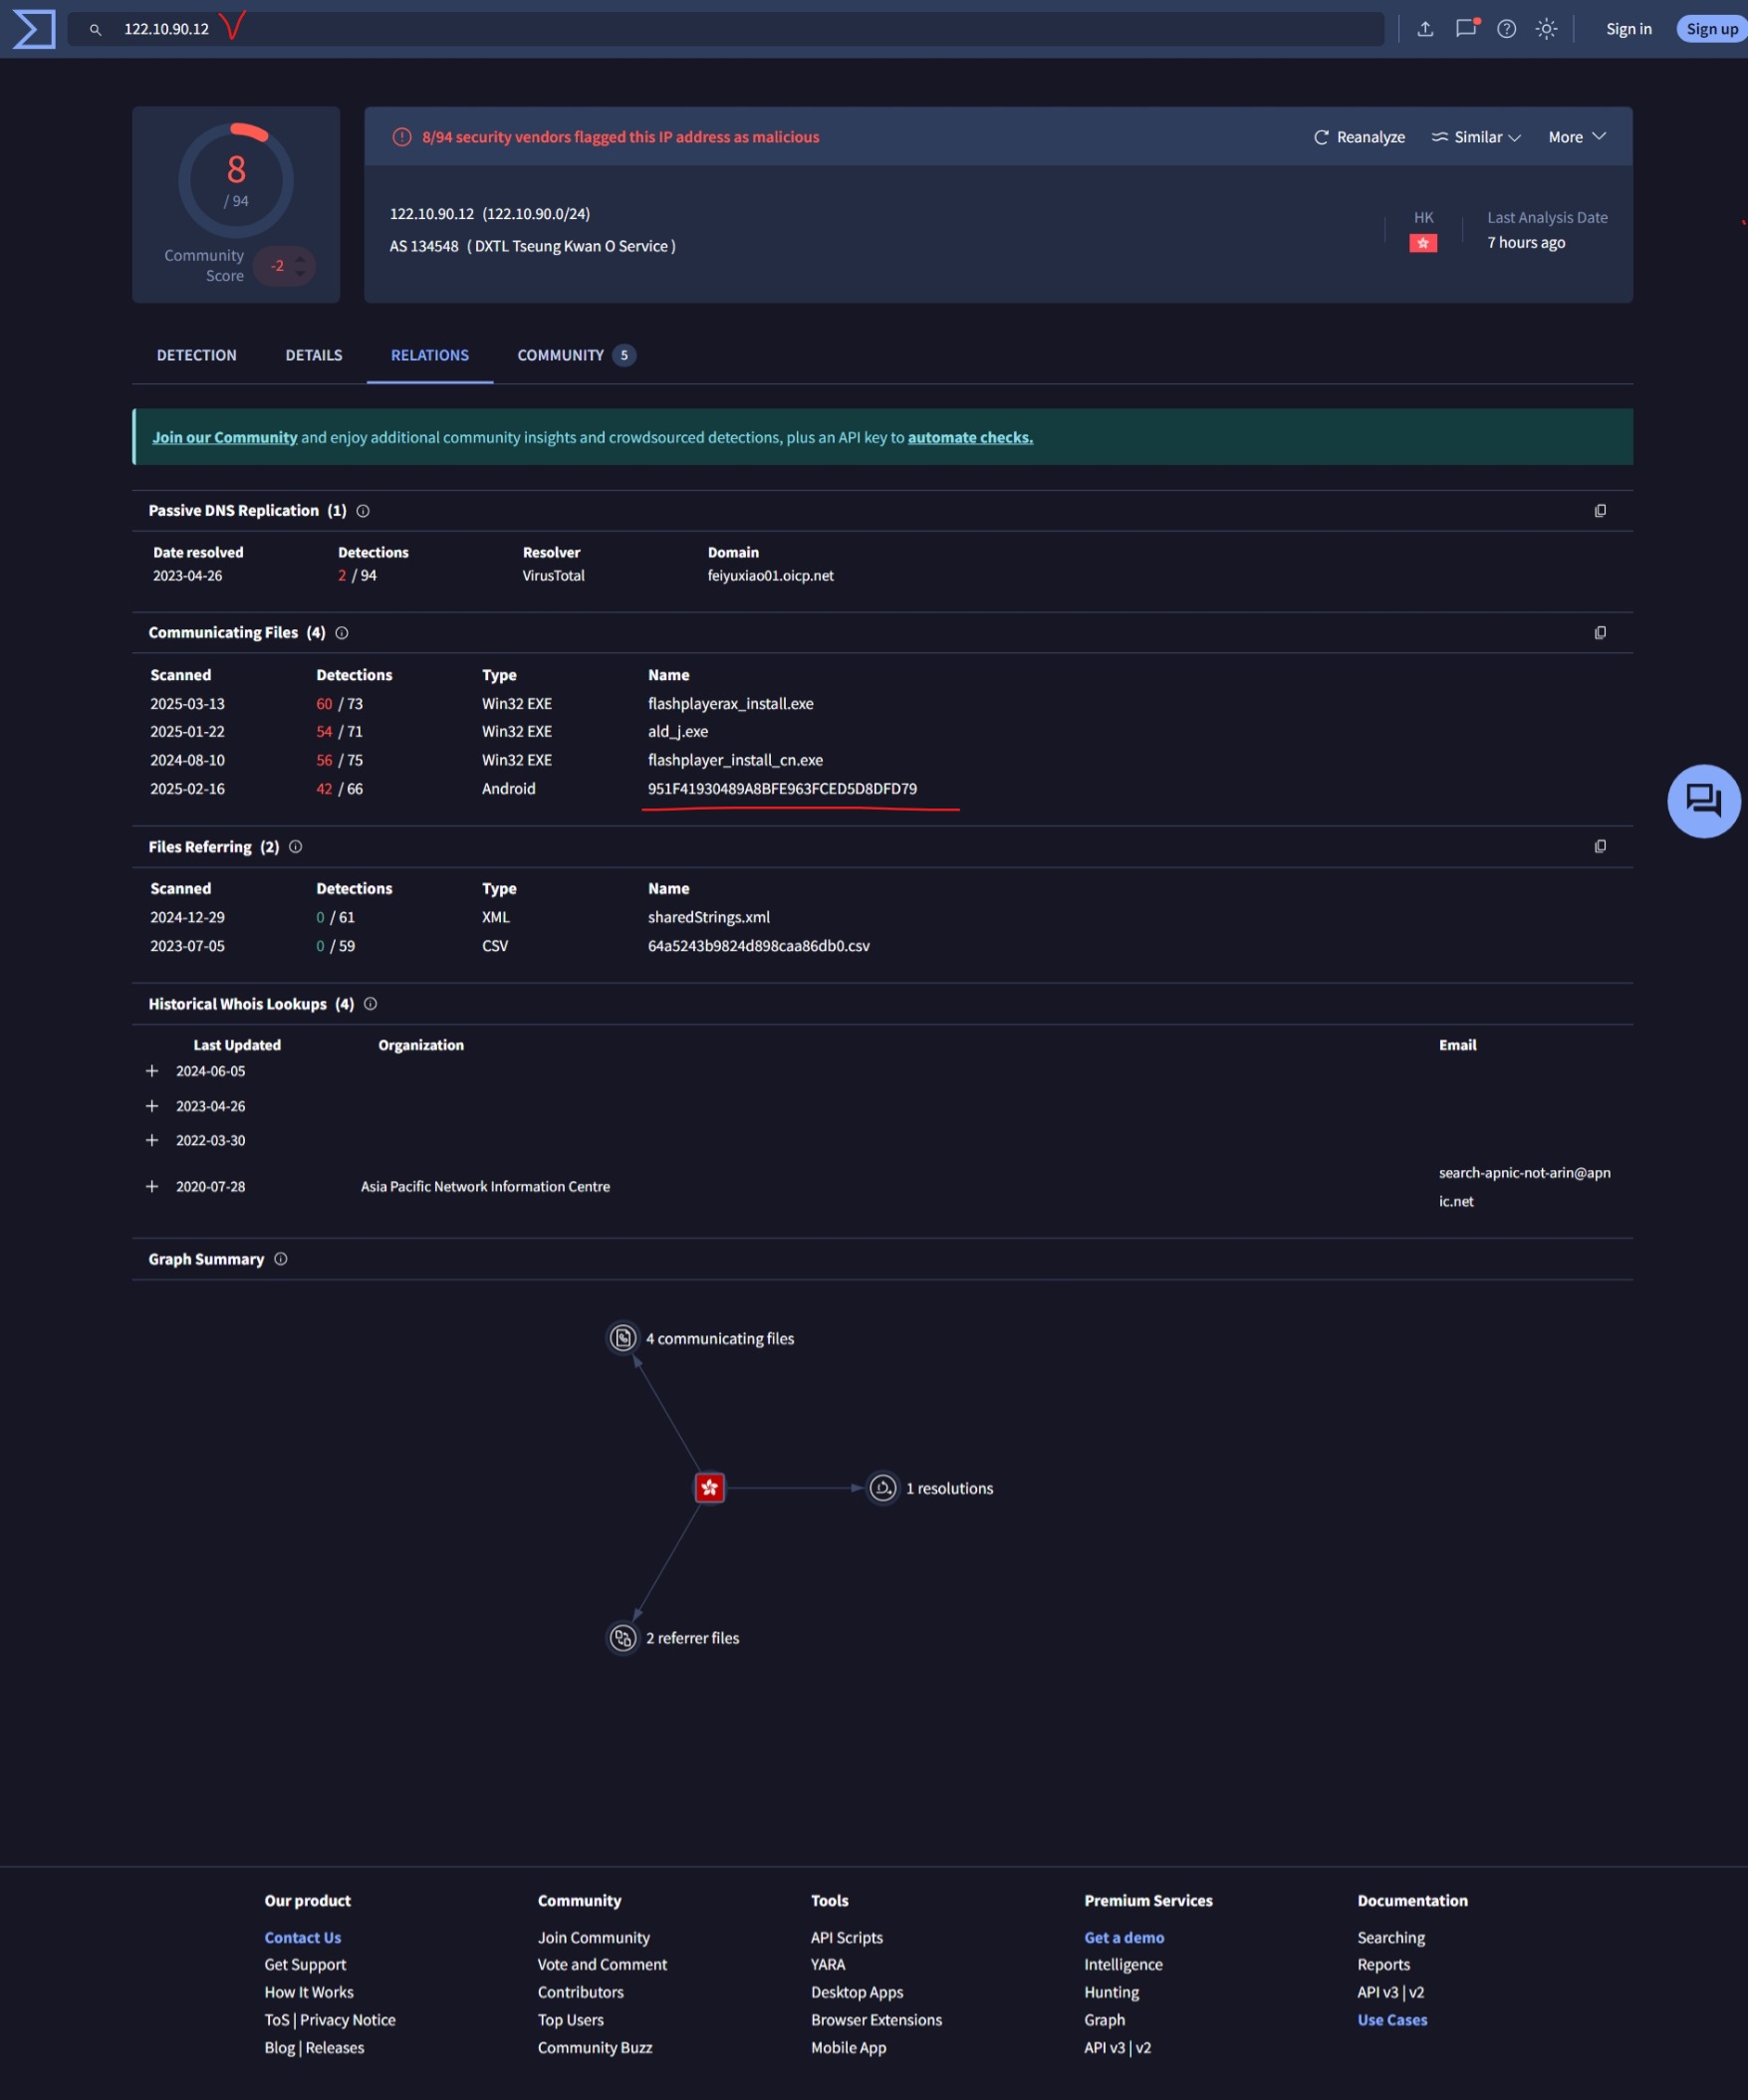 122.10.90.12
Sign in
Sign up
8
/ 94
Community
Score
-2
8/94 security vendors flagged this IP address as malicious
Reanalyze
Similar
More
122.10.90.12 (122.10.90.0/24)
AS 134548 ( DXTL Tseung Kwan O Service )
HK
Last Analysis Date
7 hours ago
DETECTION
DETAILS
RELATIONS
COMMUNITY 5
Join our Community and enjoy additional community insights and crowdsourced detections, plus an API key to automate checks.
Passive DNS Replication (1)
Date resolved Detections Resolver Domain
2023-04-26 2 / 94 VirusTotal feiyuxiao01.oicp.net
Communicating Files (4)
Scanned Detections Type Name
2025-03-13 60 / 73 Win32 EXE flashplayerax_install.exe
2025-01-22 54 / 71 Win32 EXE ald_j.exe
2024-08-10 56 / 75 Win32 EXE flashplayer_install_cn.exe
2025-02-16 42 / 66 Android 951F41930489A8BFE963FCED5D8DFD79
Files Referring (2)
Scanned Detections Type Name
2024-12-29 0 / 61 XML sharedStrings.xml
2023-07-05 0 / 59 CSV 64a5243b9824d898caa86db0.csv
Historical Whois Lookups (4)
Last Updated Organization Email
+ 2024-06-05
+ 2023-04-26
+ 2022-03-30
+ 2020-07-28 Asia Pacific Network Information Centre search-apnic-not-arin@apn
ic.net
Graph Summary
4 communicating files
1 resolutions
2 referrer files
Our product
Contact Us
Get Support
How It Works
ToS | Privacy Notice
Blog | Releases
Community
Join Community
Vote and Comment
Contributors
Top Users
Community Buzz
Tools
API Scripts
YARA
Desktop Apps
Browser Extensions
Mobile App
Premium Services
Get a demo
Intelligence
Hunting
Graph
API v3 | v2
Documentation
Searching
Reports
API v3 | v2
Use Cases